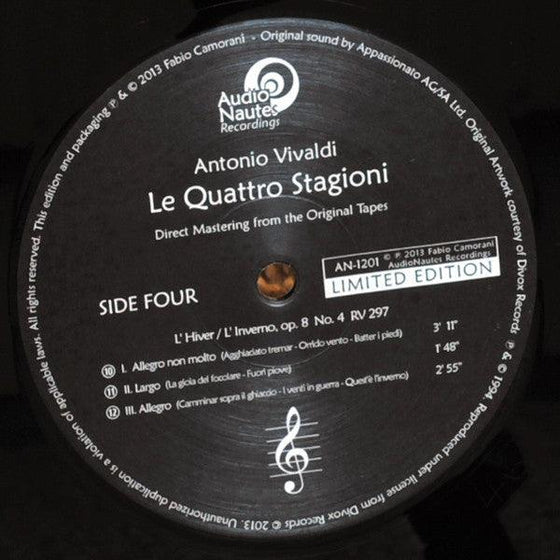 ℗ & © 2013 Fabio Camorani - Original sound by Appassionato AG/SA Ltd. Original Artwork courtesy of Divox Records ℗ & © 1994, Reproduced under license from Divox Records © 2013. Unauthorized duplication is a violation of applicable laws. All rights reserved. This edition and packaging
Audio
Nautes
Recordings
Antonio Vivaldi
Le Quattro Stagioni
Direct Mastering from the Original Tapes
AN-1201 © ℗ 2013 Fabio Camorani
AudioNautes Recordings
LIMITED EDITION
SIDE FOUR
L' Hiver / L' Inverno, op. 8 No. 4 RV 297
10 I. Allegro non molto (Agghiadato tremar - Orrido vento - Batter i piedi) 3' 11"
11 II. Largo (La gioia del focolare - Fuori piove) 1' 48"
12 III. Allegro (Camminar sopra il ghiaccio - I venti in guerra - Quest'è l'inverno) 2' 55"